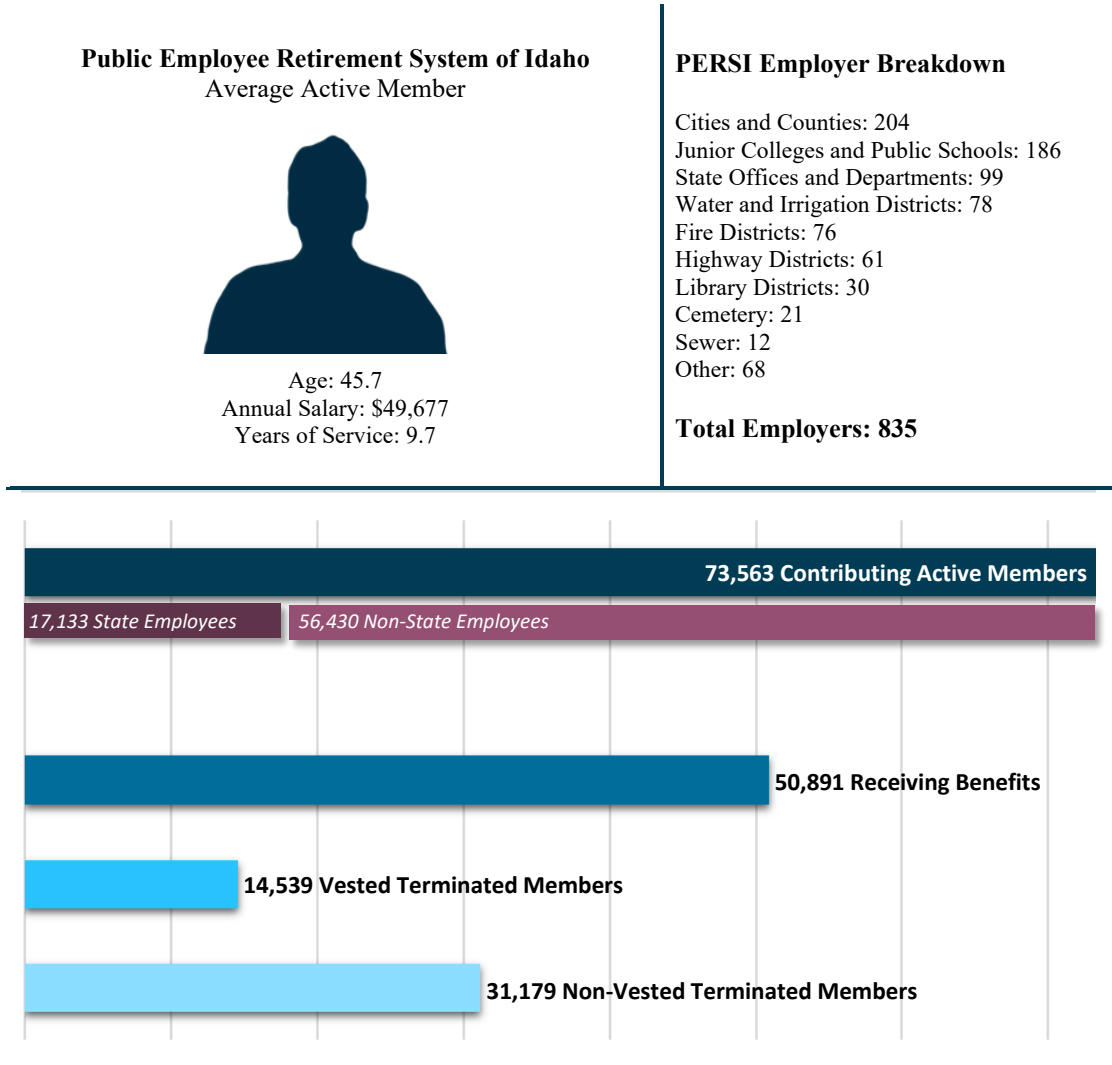 Public Employee Retirement System of Idaho
Average Active Member
Age: 45.7
Annual Salary: $49,677
Years of Service: 9.7
PERSI Employer Breakdown
Cities and Counties: 204
Junior Colleges and Public Schools: 186
State Offices and Departments: 99
Water and Irrigation Districts: 78
Fire Districts: 76
Highway Districts: 61
Library Districts: 30
Cemetery: 21
Sewer: 12
Other: 68
Total Employers: 835
73,563 Contributing Active Members
17,133 State Employees
56,430 Non-State Employees
50,891 Receiving Benefits
14,539 Vested Terminated Members
31,179 Non-Vested Terminated Members